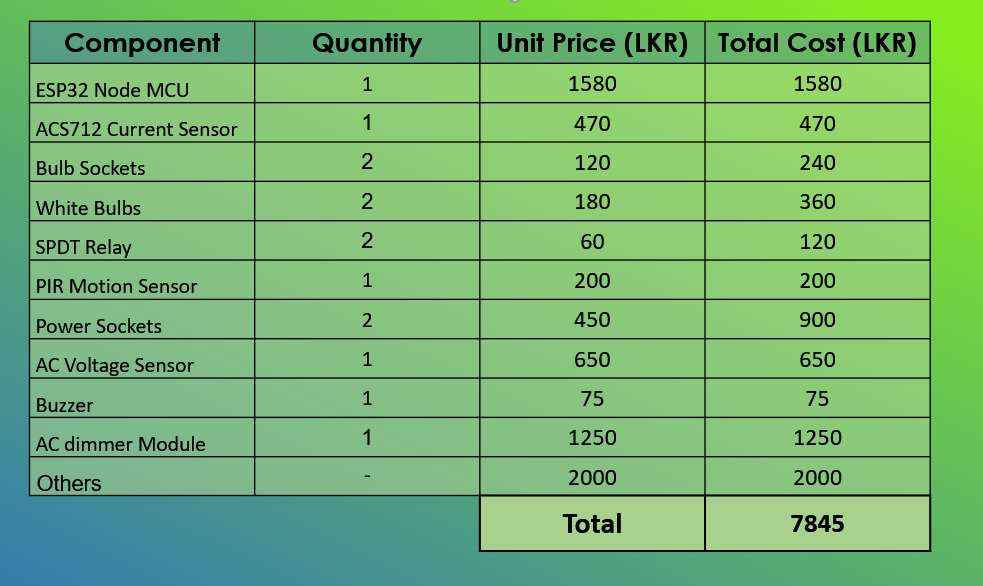 Component Quantity Unit Price (LKR) Total Cost (LKR)
ESP32 Node MCU 1 1580 1580
ACS712 Current Sensor 1 470 470
Bulb Sockets 2 120 240
White Bulbs 2 180 360
SPDT Relay 2 60 120
PIR Motion Sensor 1 200 200
Power Sockets 2 450 900
AC Voltage Sensor 1 650 650
Buzzer 1 75 75
AC dimmer Module 1 1250 1250
Others - 2000 2000
Total 7845